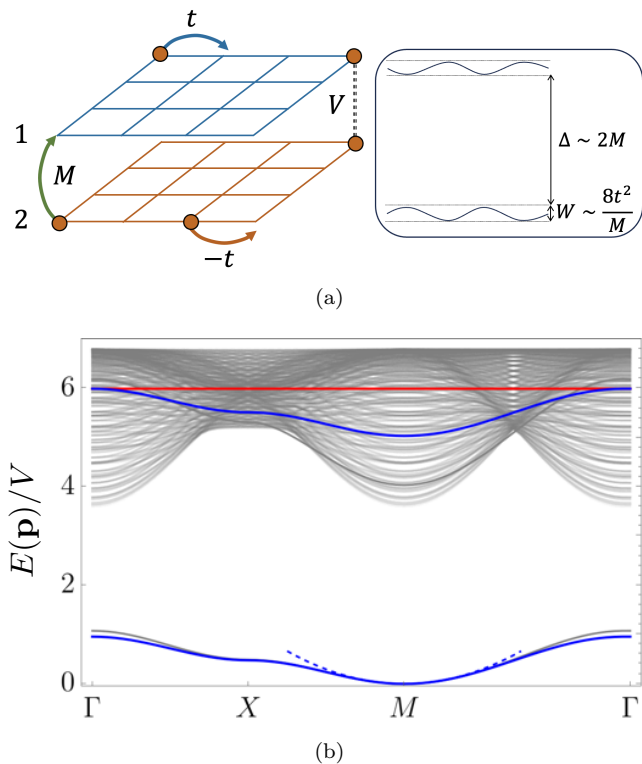 t
1
M
V
2
-t
Δ ~ 2M
W ~ 8t²/M
(a)
E(p)/V
6
4
2
0
Γ X M Γ
(b)